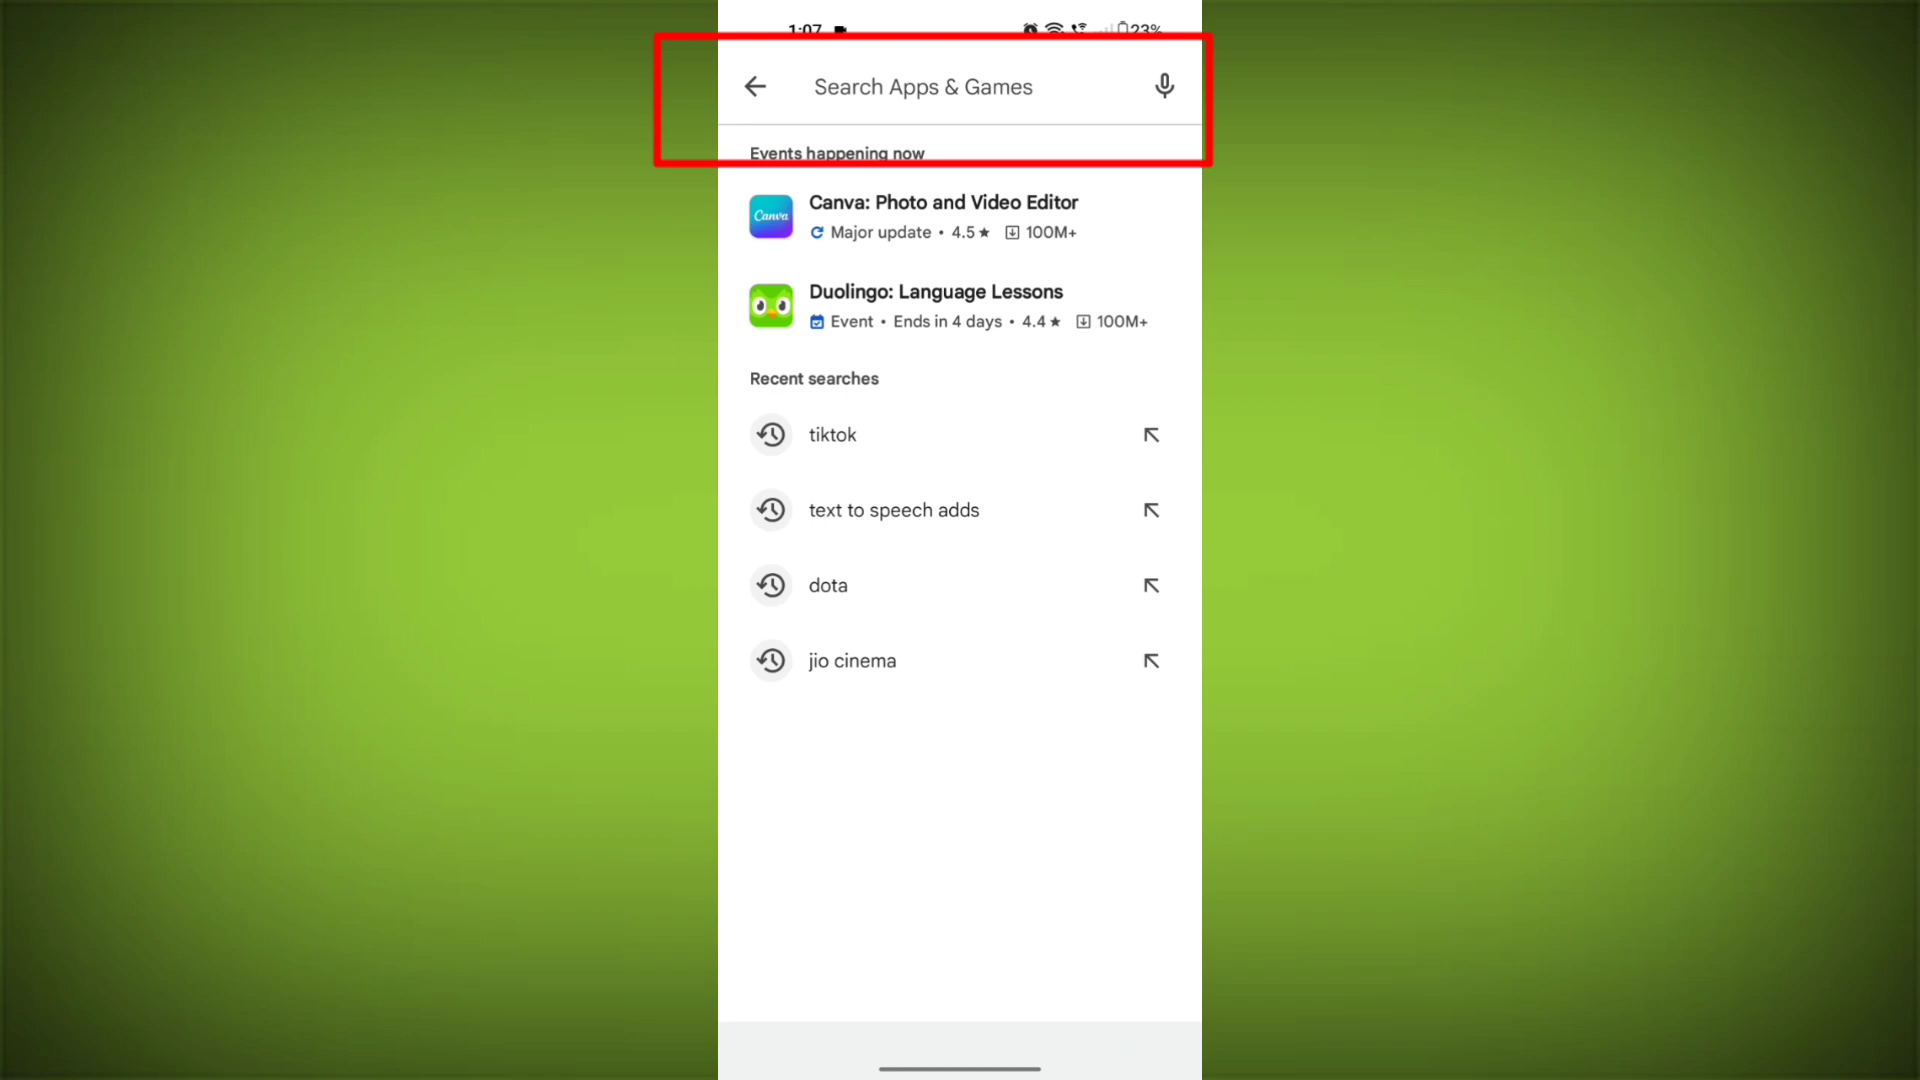 1:07 23%
Search Apps & Games
Events happening now
Canva: Photo and Video Editor
Canva
Major update • 4.5 ★ 100M+
Duolingo: Language Lessons
Event • Ends in 4 days • 4.4 ★ 100M+
Recent searches
tiktok
text to speech adds
dota
jio cinema